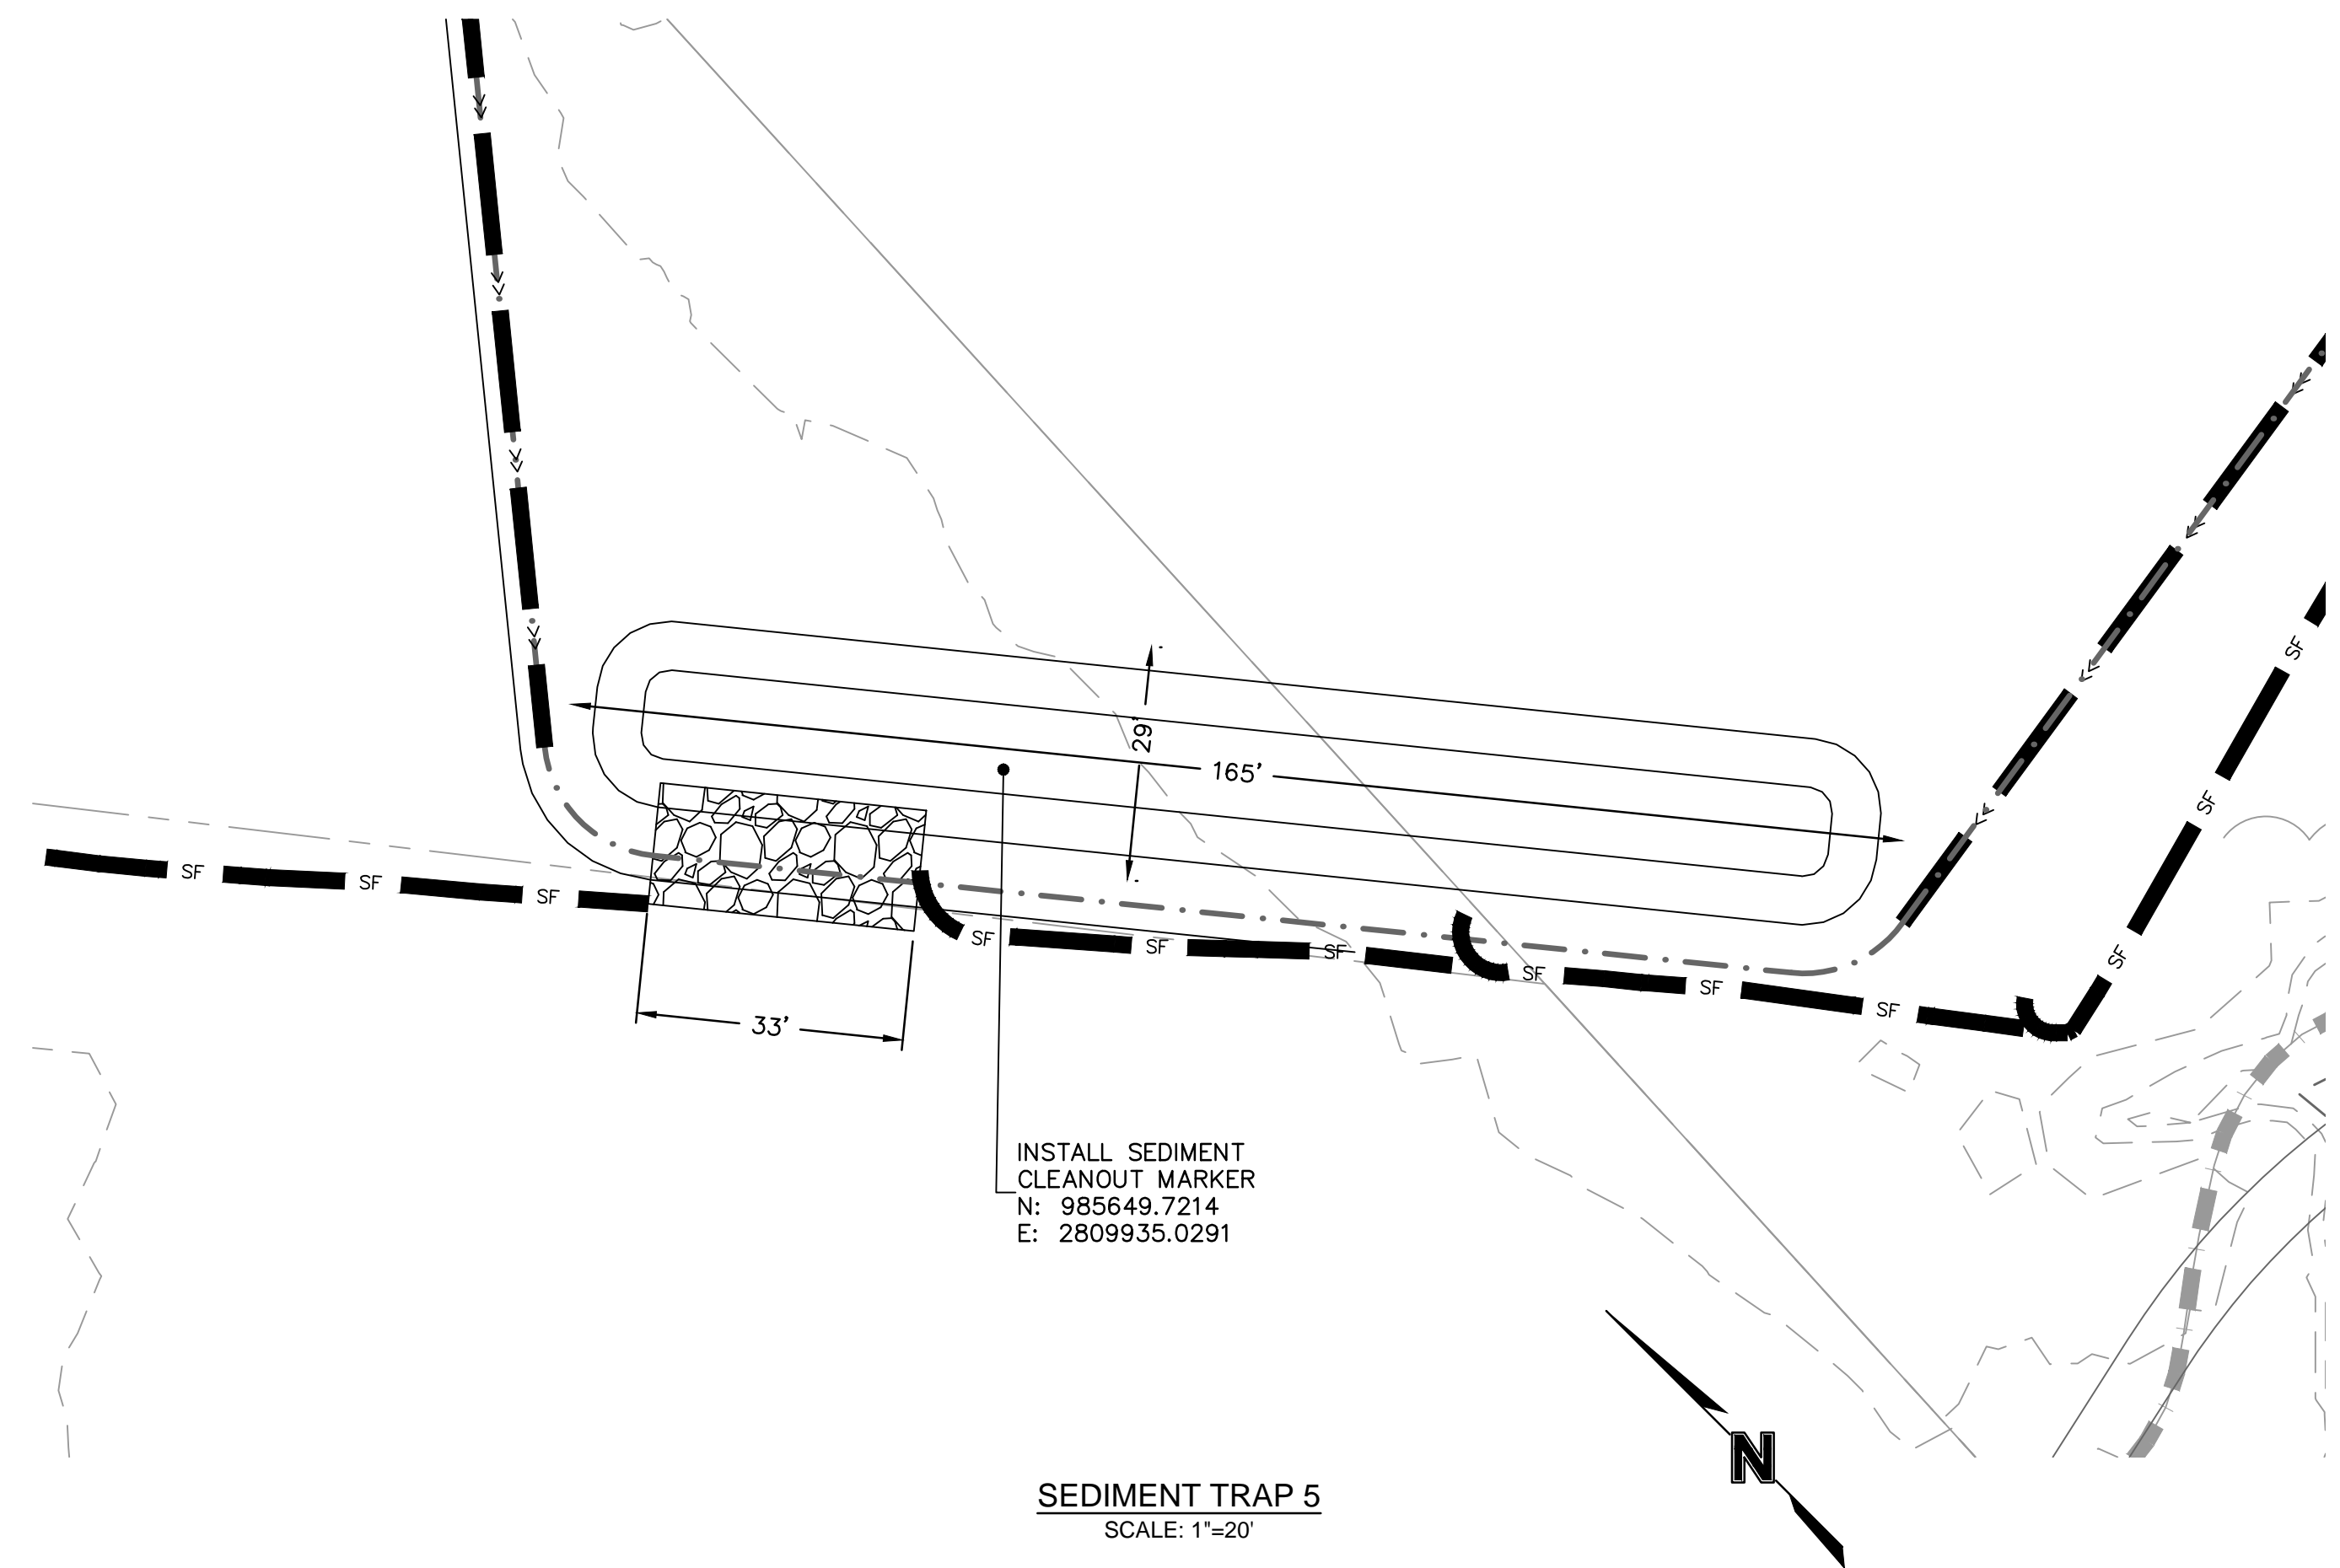 SF
SF
29'
165'
SF
SF
SF
SF
SF
SF
SF
SF
SF
SF
33'
INSTALL SEDIMENT
CLEANOUT MARKER
N: 985649.7214
E: 2809935.0291
N
SEDIMENT TRAP 5
SCALE: 1"=20'